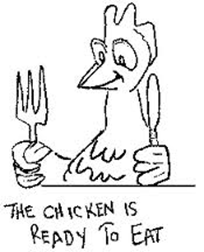 THE CHICKEN IS
READY TO EAT